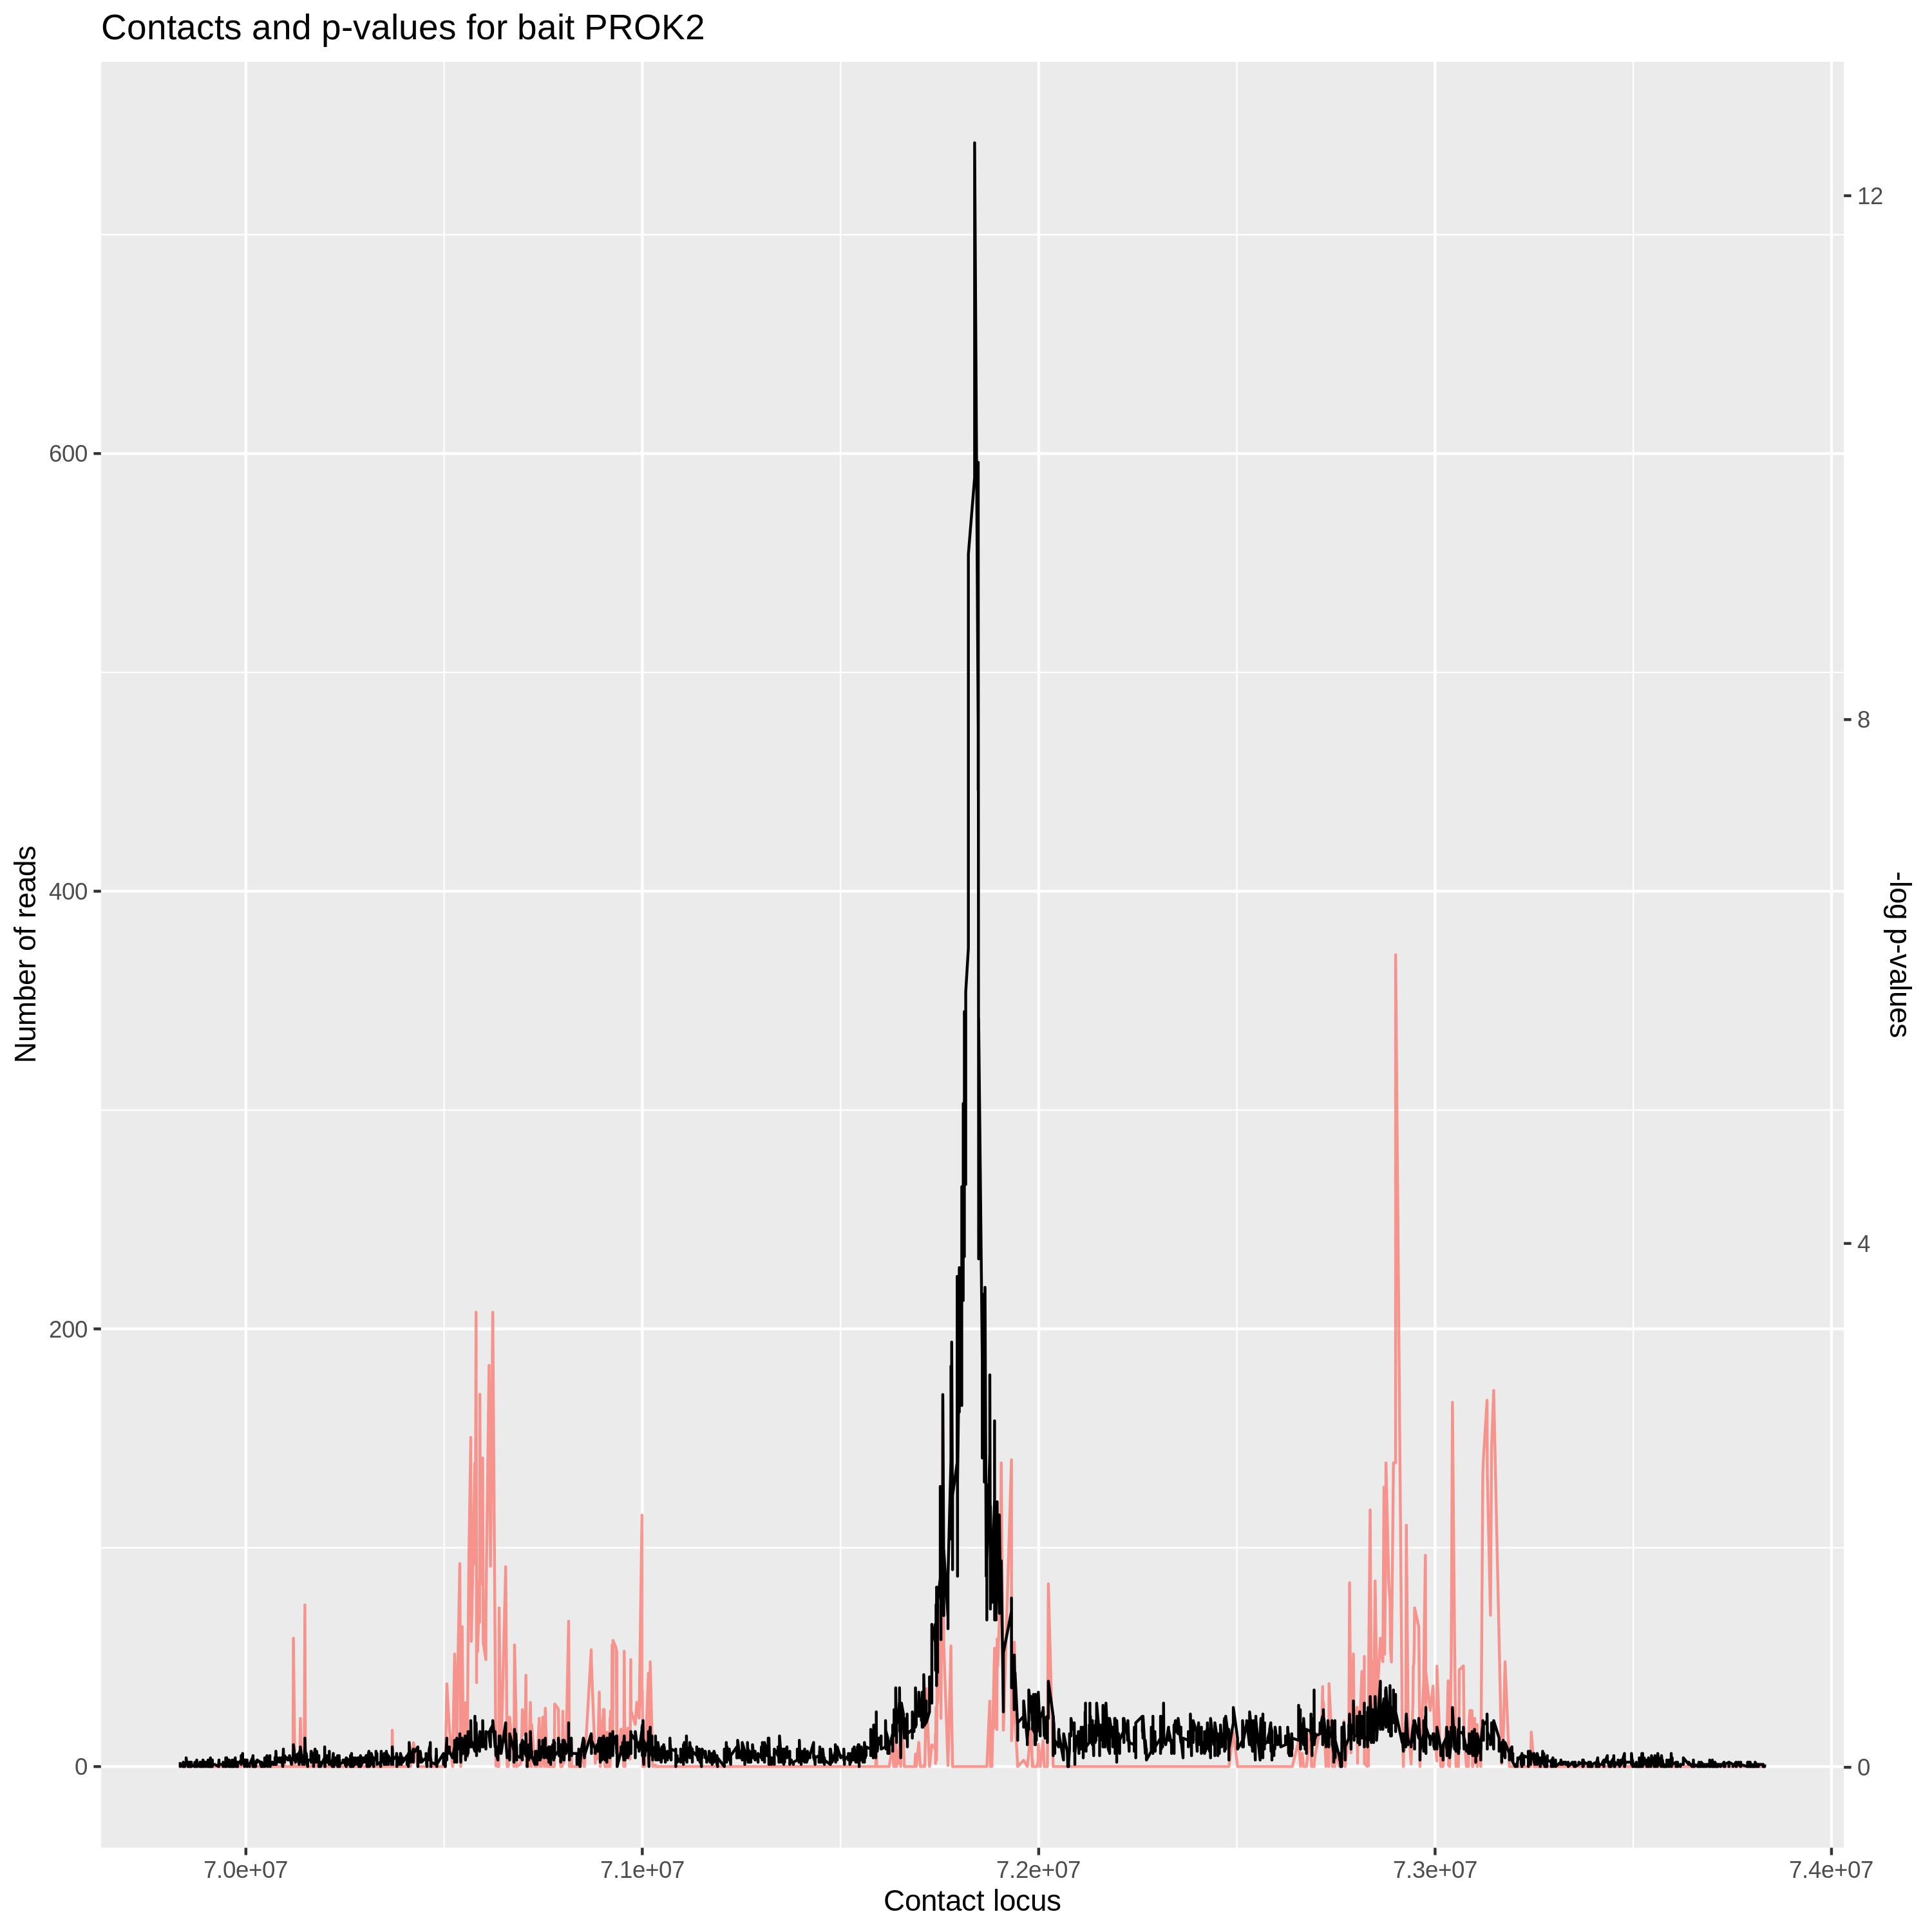 Contacts and p-values for bait PROK2
Number of reads
600
400
200
0
12
8
4
0
-log p-values
7.0e+07
7.1e+07
7.2e+07
7.3e+07
7.4e+07
Contact locus